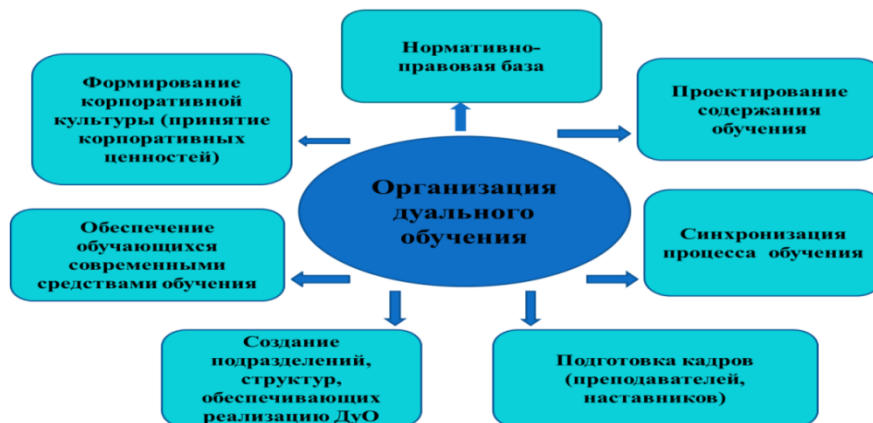 Нормативно-
правовая база
Формирование
корпоративной
культуры (принятие
корпоративных
ценностей)
Проектирование
содержания
обучения
Организация
дуального
обучения
Обеспечение
обучающихся
современными
средствами обучения
Синхронизация
процесса обучения
Создание
подразделений,
структур,
обеспечивающих
реализацию ДуО
Подготовка кадров
(преподавателей,
наставников)